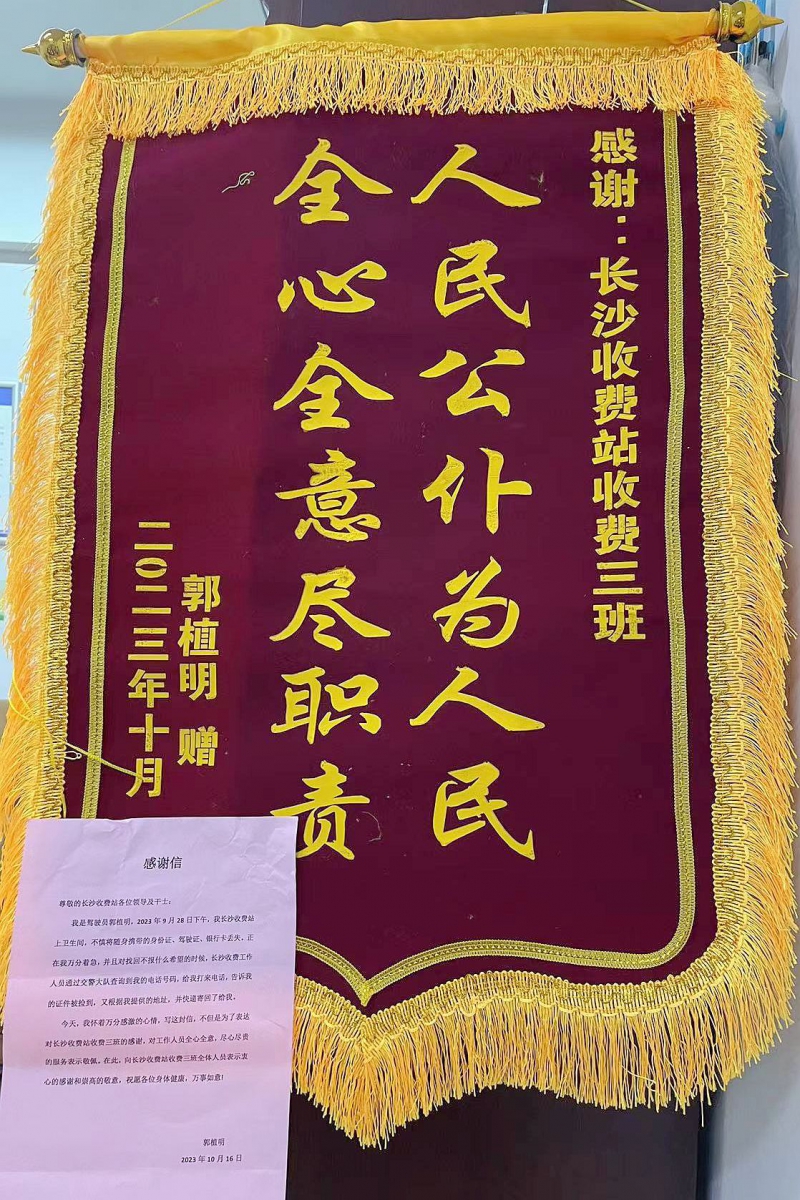 感谢：长沙收费站收费三班
人民公仆为人民
全心全意尽职责
郭植明 赠
二〇二三年十月
感谢信
尊敬的长沙收费站各位领导及干士：
我是驾驶员郭植明，2023年9月28日下午，我长沙收费站
上卫生间，不慎将随身携带的身份证、驾驶证、银行卡丢失，正
在我万分着急，并且对找回不报什么希望的时候，长沙收费工作
人员通过交警大队查询到我的电话号码，给我打来电话，告诉我
的证件被捡到，又根据我提供的地址，并快递寄回了给我。
今天，我怀着万分感激的心情，写这封信，不但是为了表达
对长沙收费站收费三班的感谢，对工作人员全心全意，尽心尽责
的服务表示敬佩。在此，向长沙收费站收费三班全体人员表示衷
心的感谢和崇高的敬意，祝愿各位身体健康，万事如意！
郭植明
2023年10月16日